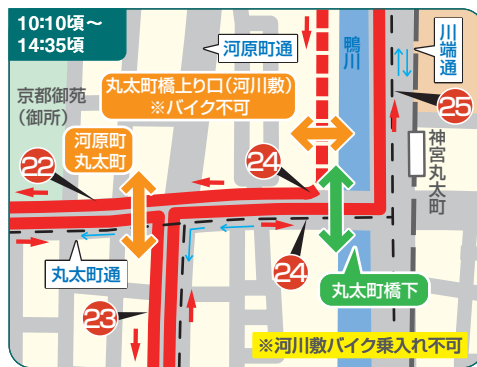 10:10頃～
14:35頃
河原町通
鴨川
川端通
京都御苑
（御所）
丸太町橋上り口（河川敷）
※バイク不可
25
河原町
丸太町
神宮丸太町
22
24
丸太町通
24
丸太町橋下
23
※河川敷バイク乗入れ不可